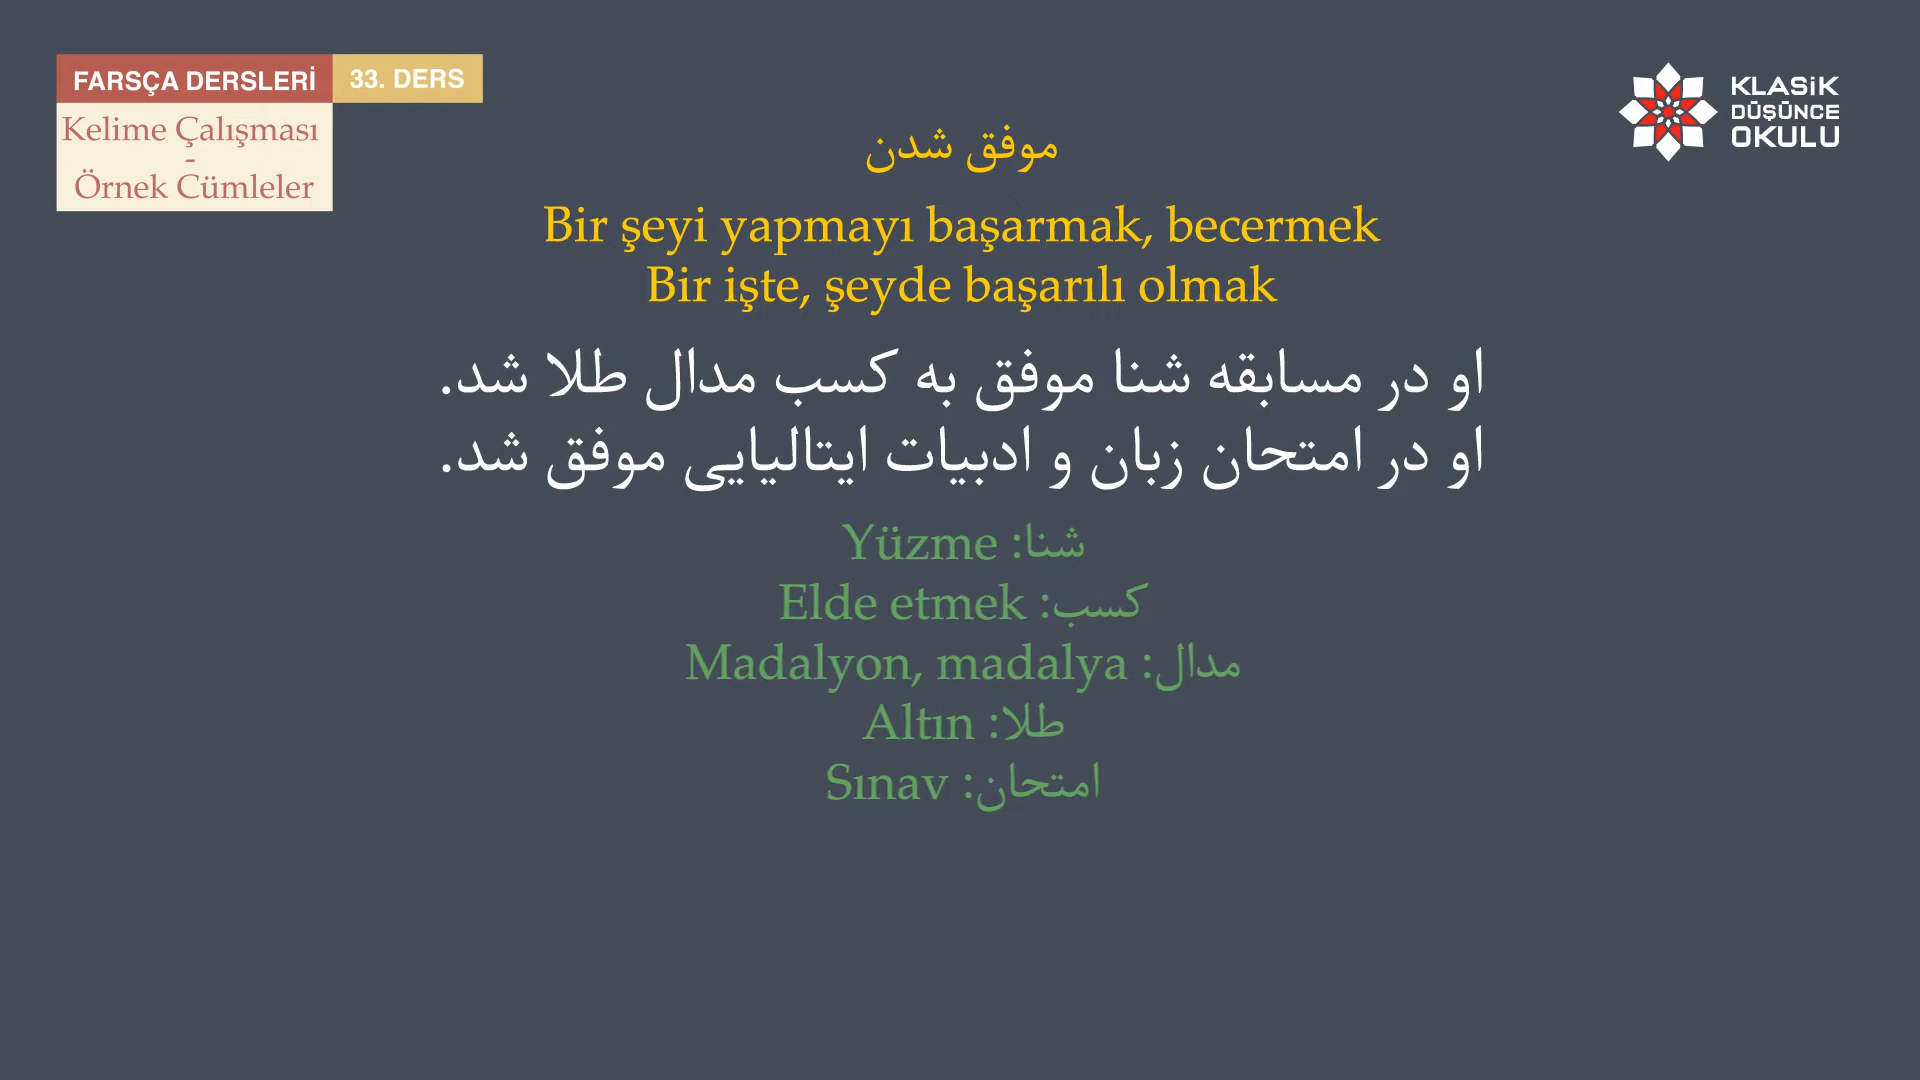 FARSÇA DERSLERİ 33. DERS
Kelime Çalışması
-
Örnek Cümleler
KLASiK
DÜŞÜNCE
OKULU
موفق شدن
Bir şeyi yapmayı başarmak, becermek
Bir işte, şeyde başarılı olmak
او در مسابقه شنا موفق به کسب مدال طلا شد.
او در امتحان زبان و ادبیات ایتالیایی موفق شد.
شنا: Yüzme
کسب: Elde etmek
مدال: Madalyon, madalya
طلا: Altın
امتحان: Sınav